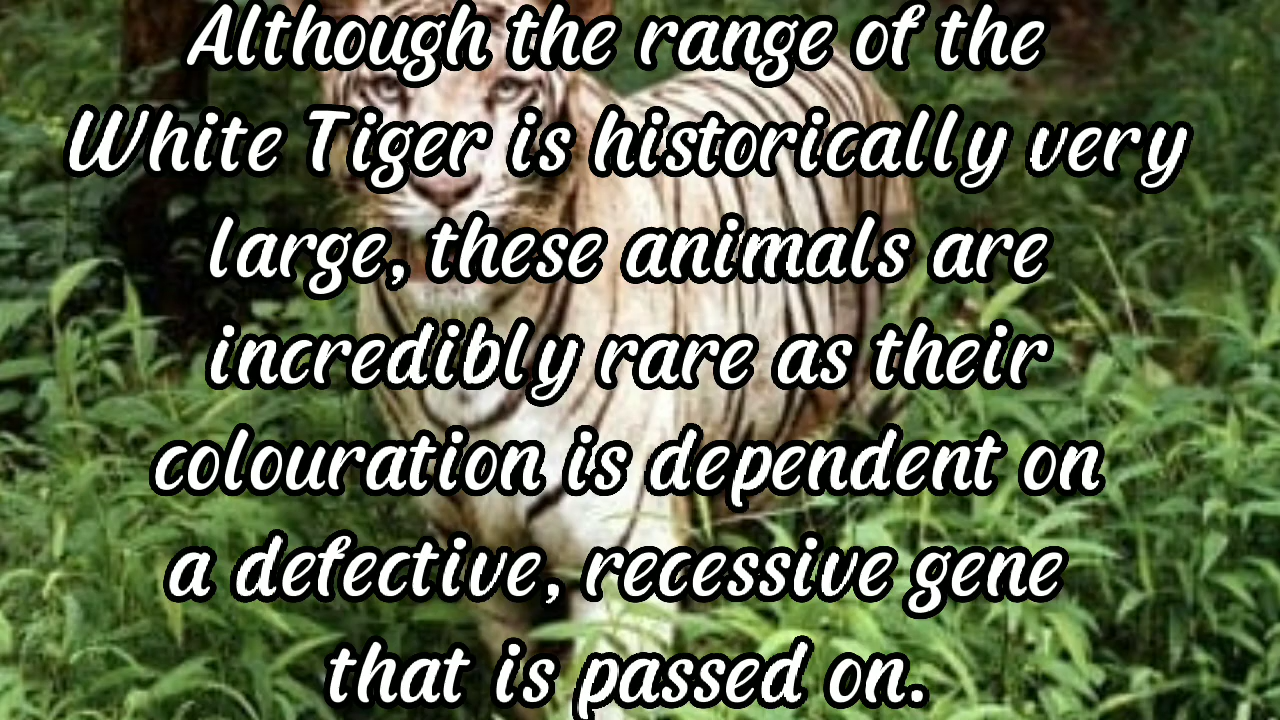 Although the range of the
White Tiger is historically very
large, these animals are
incredibly rare as their
colouration is dependent on
a defective, recessive gene
that is passed on.